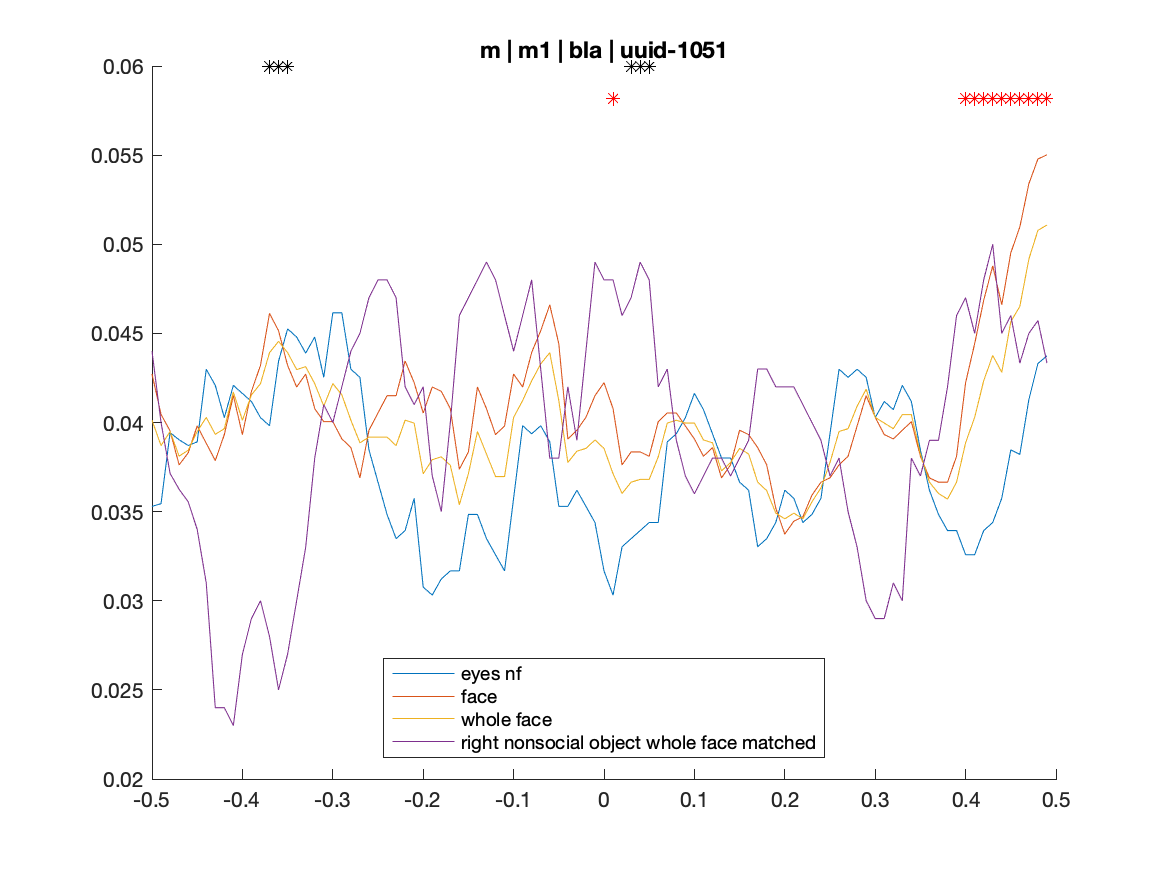 m | m1 | bla | uuid-1051
0.06
0.055
0.05
0.045
0.04
0.035
0.03
0.025
0.02
eyes nf
face
whole face
right nonsocial object whole face matched
-0.5 -0.4 -0.3 -0.2 -0.1 0 0.1 0.2 0.3 0.4 0.5